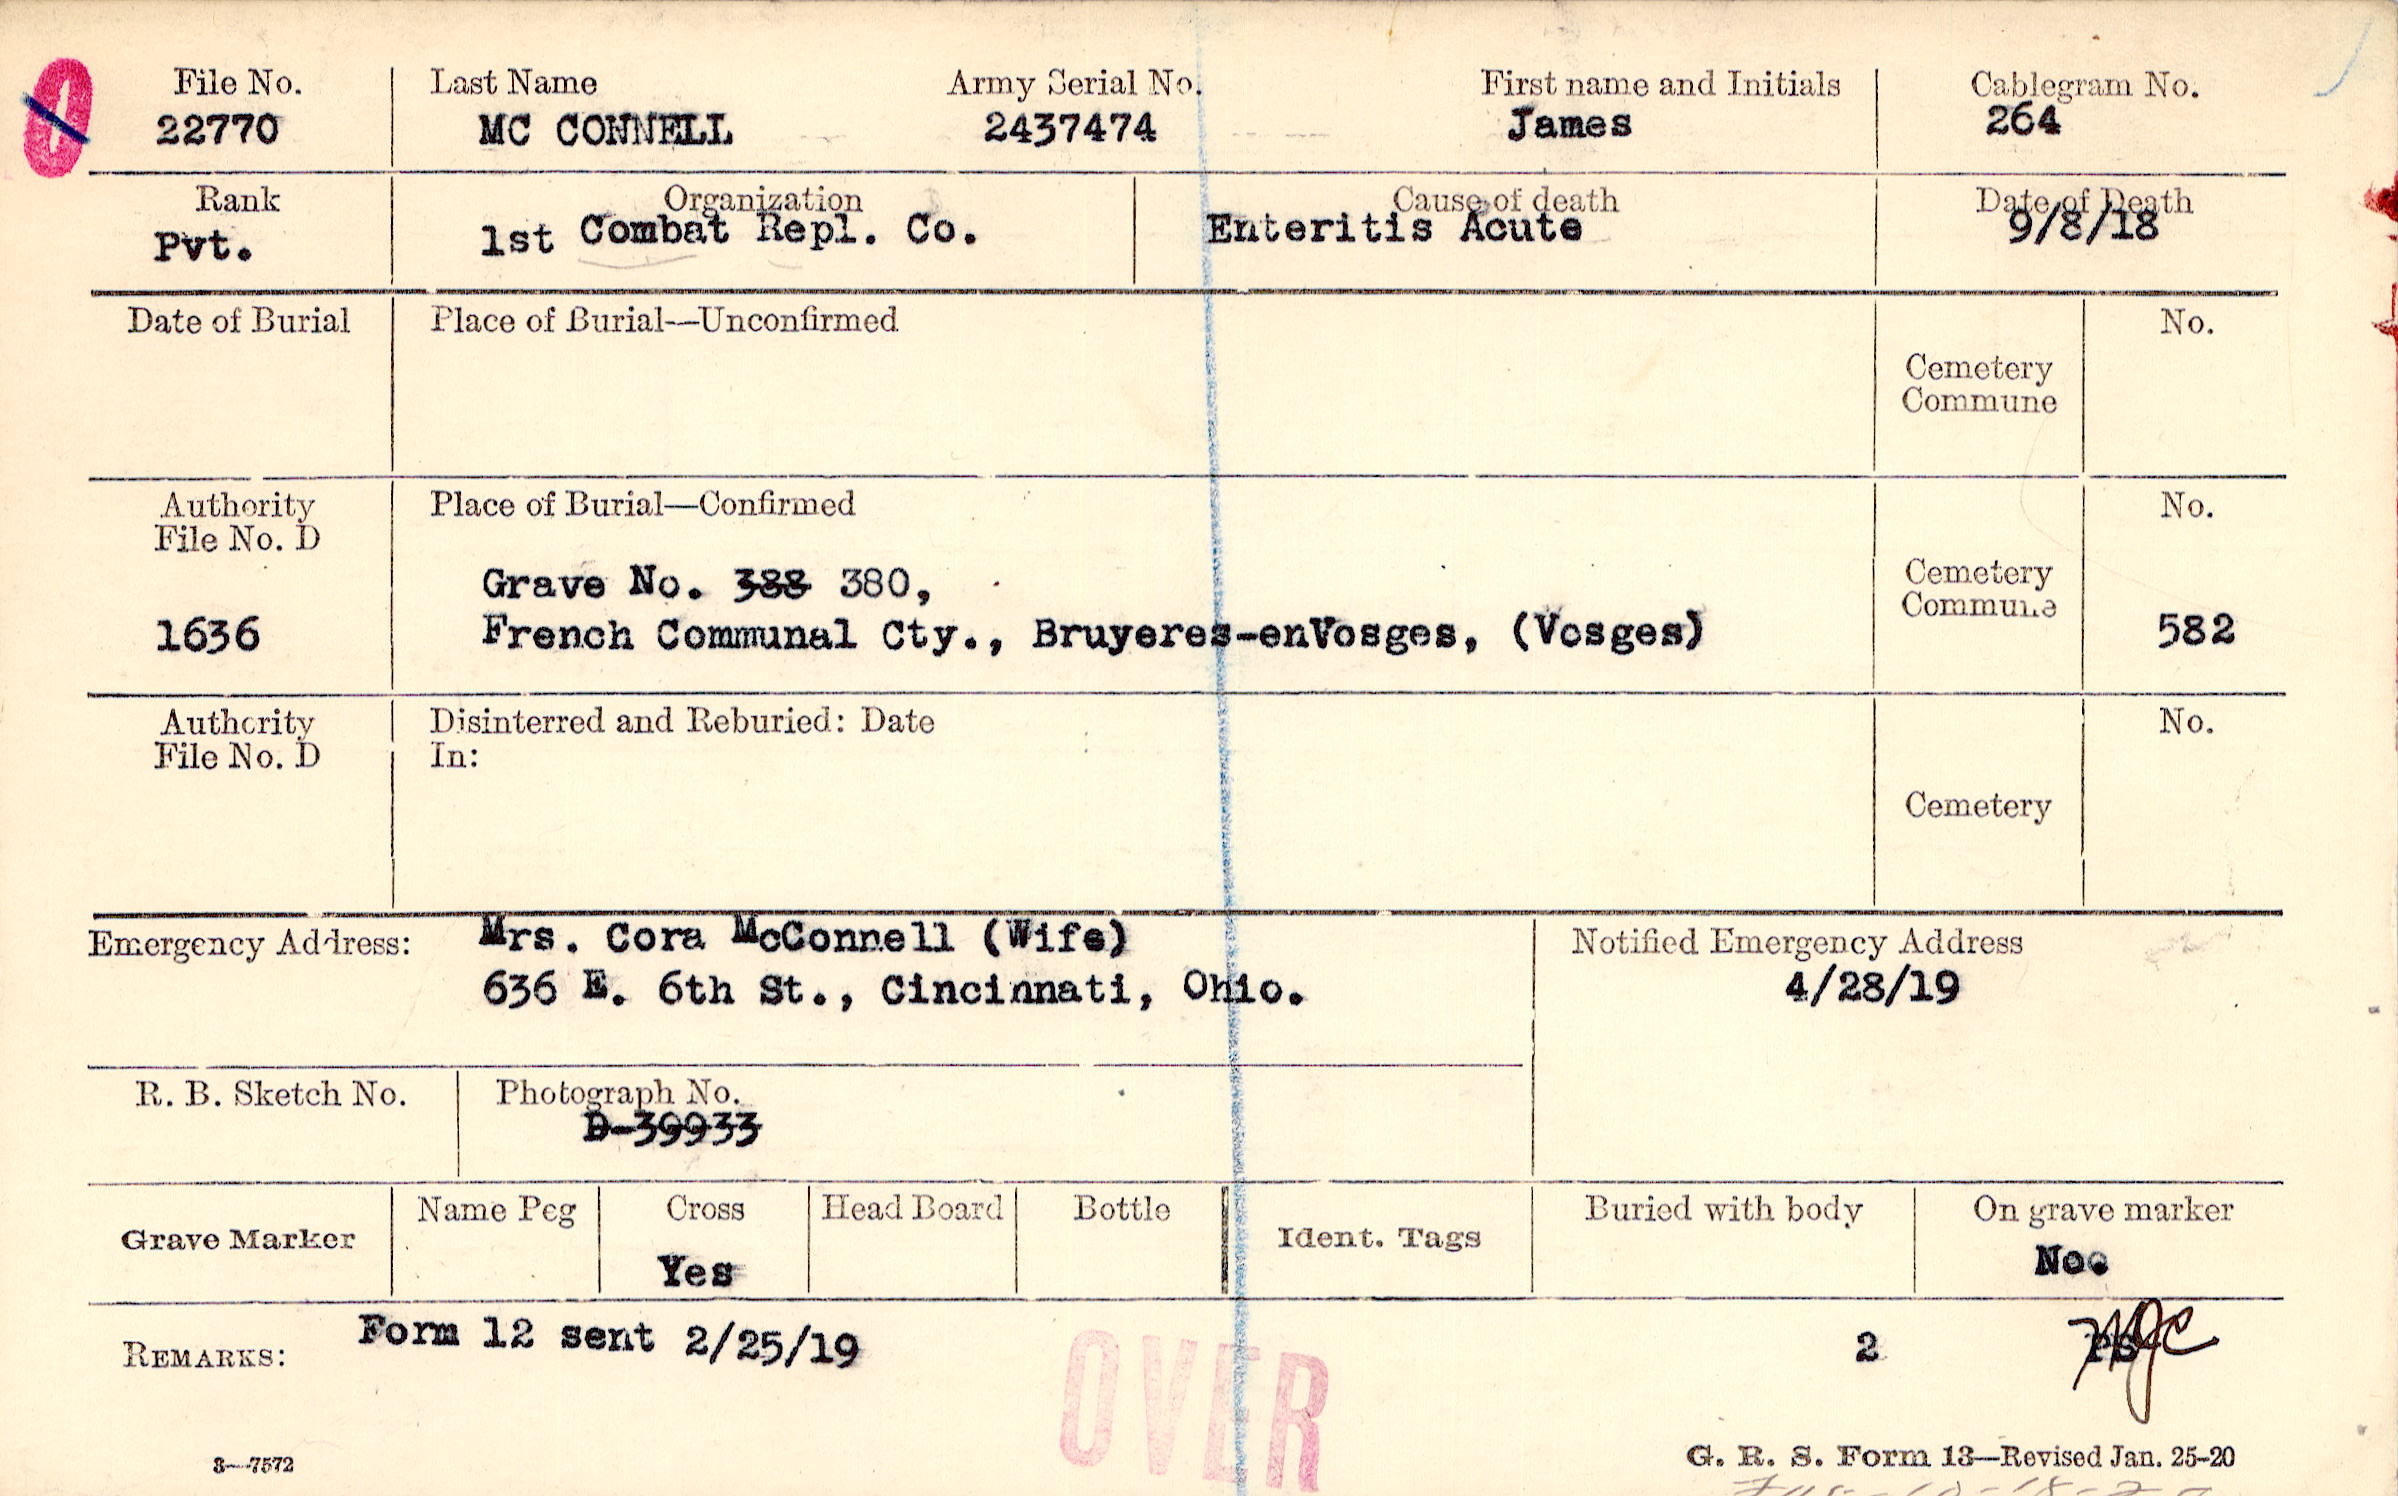 File No.
Last Name
Army Serial No.
First name and Initials
Cablegram No.
22770
MC CONNELL
2437474
James
264
Rank
Organization
Cause of death
Date of Death
Pvt.
1st Combat Repl. Co.
Enteritis Acute
9/8/18
Date of Burial
Place of Burial—Unconfirmed
No.
Cemetery
Commune
Authority
File No. D
Place of Burial—Confirmed
No.
Cemetery
Commune
Grave No. 388 380,
1636
French Communal Cty., Bruyeres-enVosges, (Vosges)
582
Authority
File No. D
Disinterred and Reburied: Date
In:
No.
Cemetery
Emergency Address:
Mrs. Cora McConnell (Wife)
636 E. 6th St., Cincinnati, Ohio.
Notified Emergency Address
4/28/19
R. B. Sketch No.
Photograph No.
D-39933
Grave Marker
Name Peg
Cross
Yes
Head Board
Bottle
Ident. Tags
Buried with body
On grave marker
No.
REMARKS:
Form 12 sent 2/25/19
2
PS
OVER
3—7572
G. R. S. Form 13—Revised Jan. 25-20